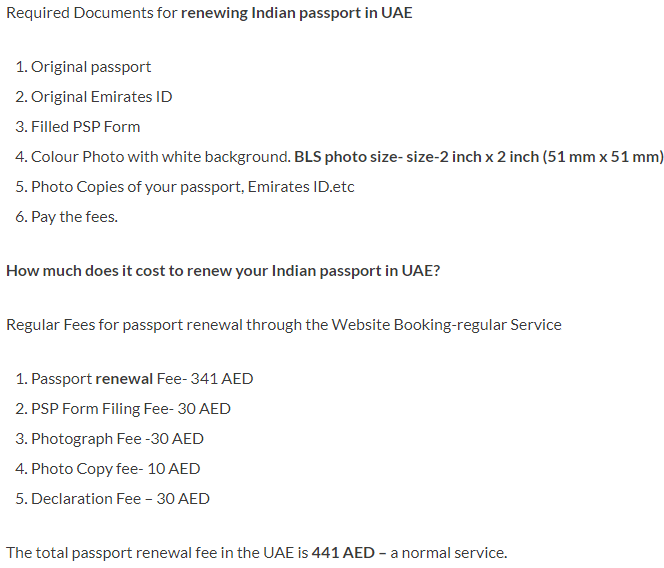 Required Documents for renewing Indian passport in UAE
1. Original passport
2. Original Emirates ID
3. Filled PSP Form
4. Colour Photo with white background. BLS photo size- size-2 inch x 2 inch (51 mm x 51 mm)
5. Photo Copies of your passport, Emirates ID.etc
6. Pay the fees.
How much does it cost to renew your Indian passport in UAE?
Regular Fees for passport renewal through the Website Booking-regular Service
1. Passport renewal Fee- 341 AED
2. PSP Form Filing Fee- 30 AED
3. Photograph Fee -30 AED
4. Photo Copy fee- 10 AED
5. Declaration Fee – 30 AED
The total passport renewal fee in the UAE is 441 AED – a normal service.